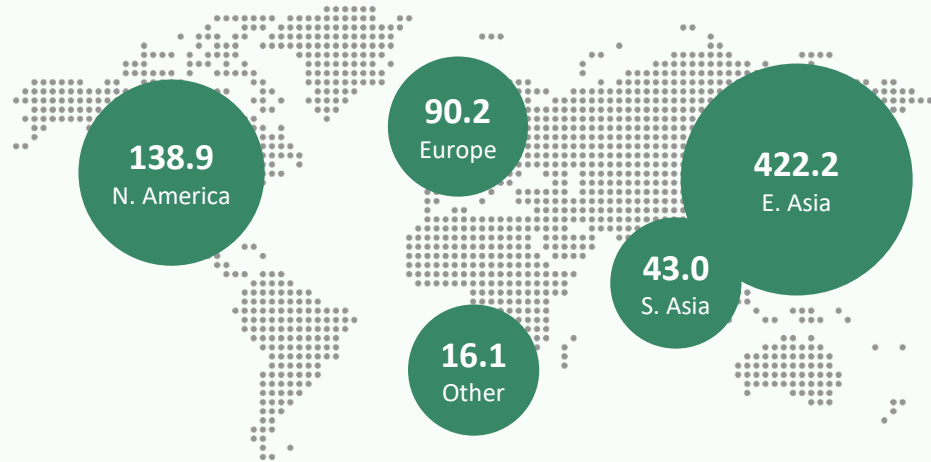 138.9
N. America
90.2
Europe
422.2
E. Asia
43.0
S. Asia
16.1
Other